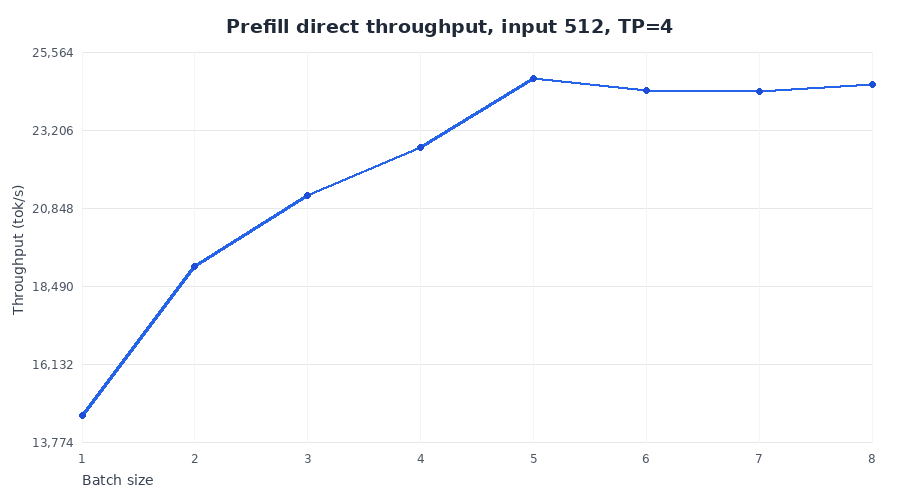 Prefill direct throughput, input 512, TP=4
25,564
23,206
20,848
18,490
16,132
13,774
Throughput (tok/s)
1 2 3 4 5 6 7 8
Batch size